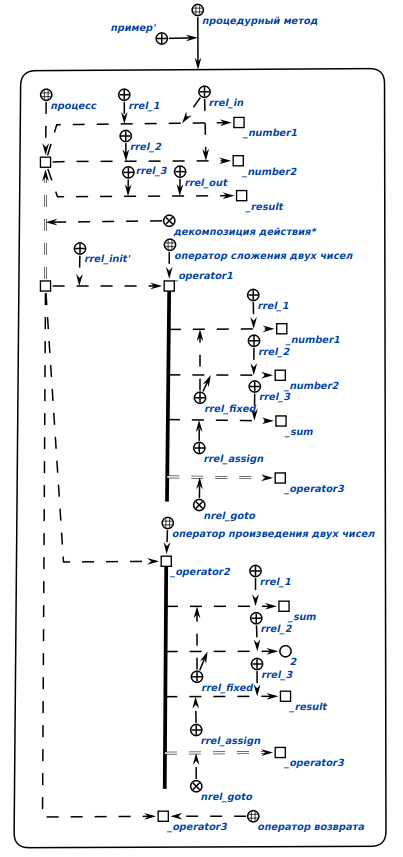 процедурный метод
пример'
процесс
rrel_1
rrel_in
_number1
rrel_2
_number2
rrel_3
rrel_out
_result
декомпозиция действия*
оператор сложения двух чисел
rrel_init'
_operator1
rrel_1
_number1
rrel_2
_number2
rrel_3
rrel_fixed
_sum
rrel_assign
_operator3
nrel_goto
оператор произведения двух чисел
_operator2
rrel_1
_sum
rrel_2
2
rrel_3
rrel_fixed
_result
rrel_assign
_operator3
nrel_goto
_operator3
оператор возврата